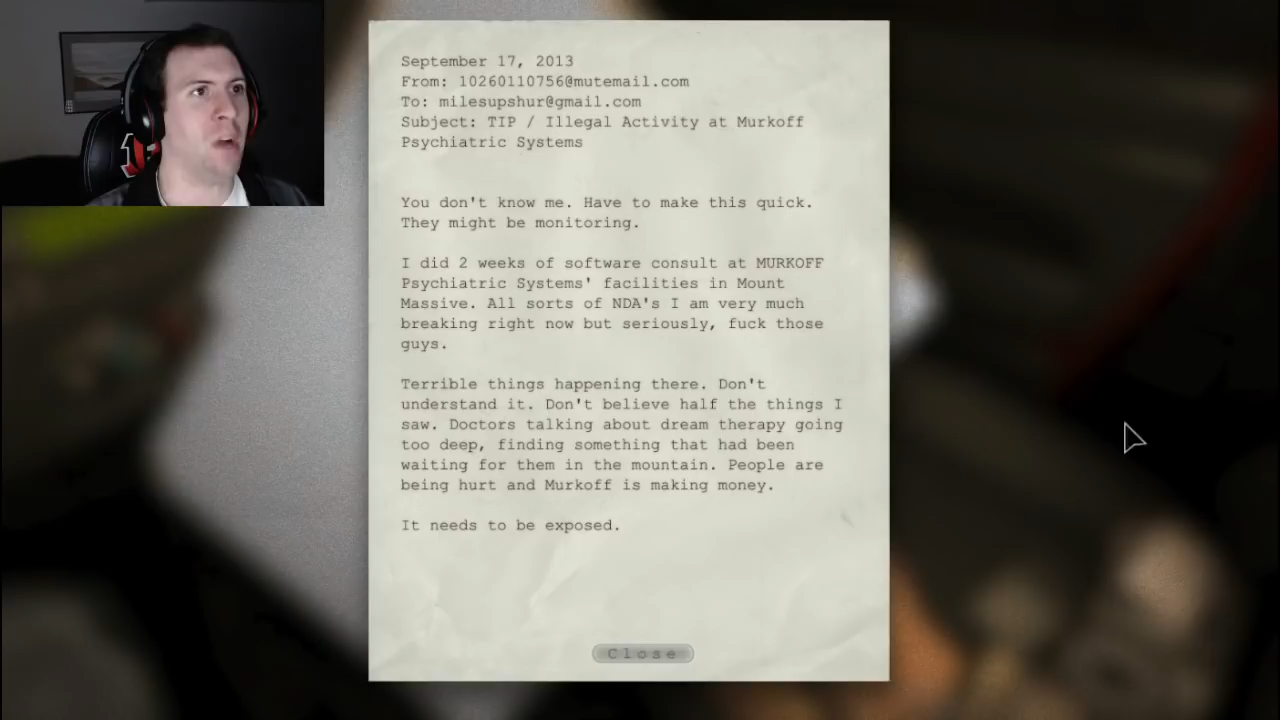 September 17, 2013
From: 10260110756@mutemail.com
To: milesupshur@gmail.com
Subject: TIP / Illegal Activity at Murkoff
Psychiatric Systems
You don't know me. Have to make this quick.
They might be monitoring.
I did 2 weeks of software consult at MURKOFF
Psychiatric Systems' facilities in Mount
Massive. All sorts of NDA's I am very much
breaking right now but seriously, fuck those
guys.
Terrible things happening there. Don't
understand it. Don't believe half the things I
saw. Doctors talking about dream therapy going
too deep, finding something that had been
waiting for them in the mountain. People are
being hurt and Murkoff is making money.
It needs to be exposed.
Close